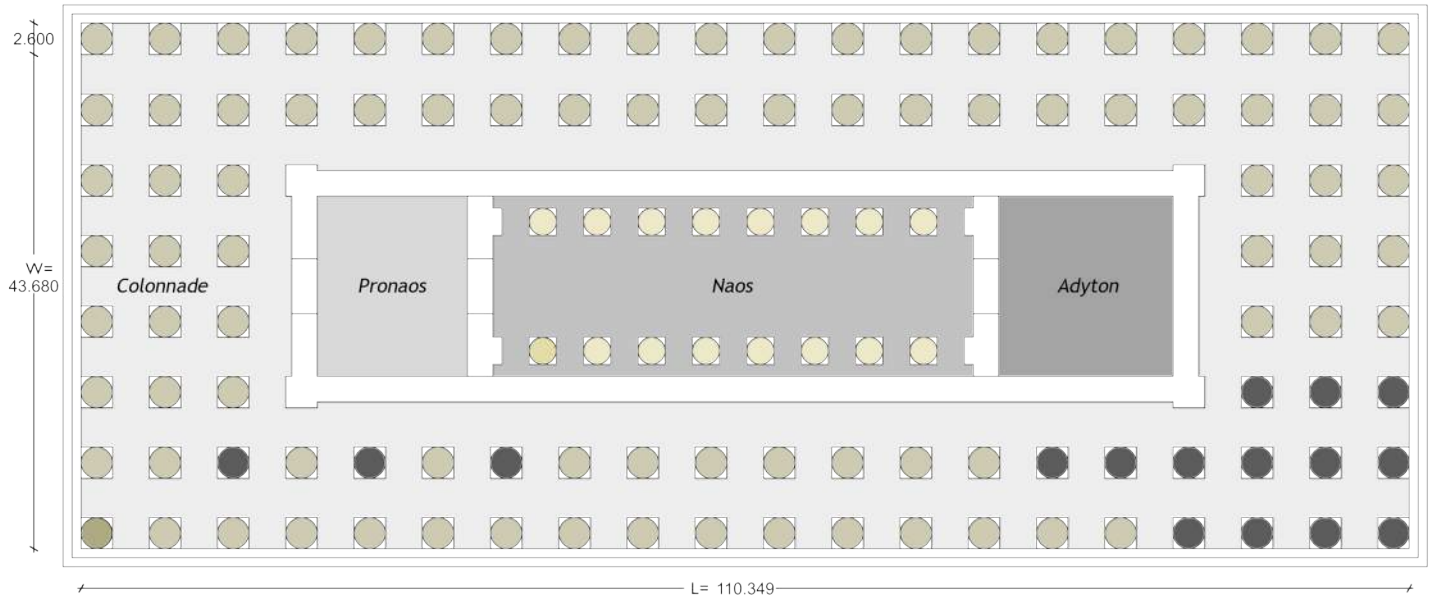 2.600
W=
43.680
Colonnade
Pronaos
Naos
Adyton
L= 110.349